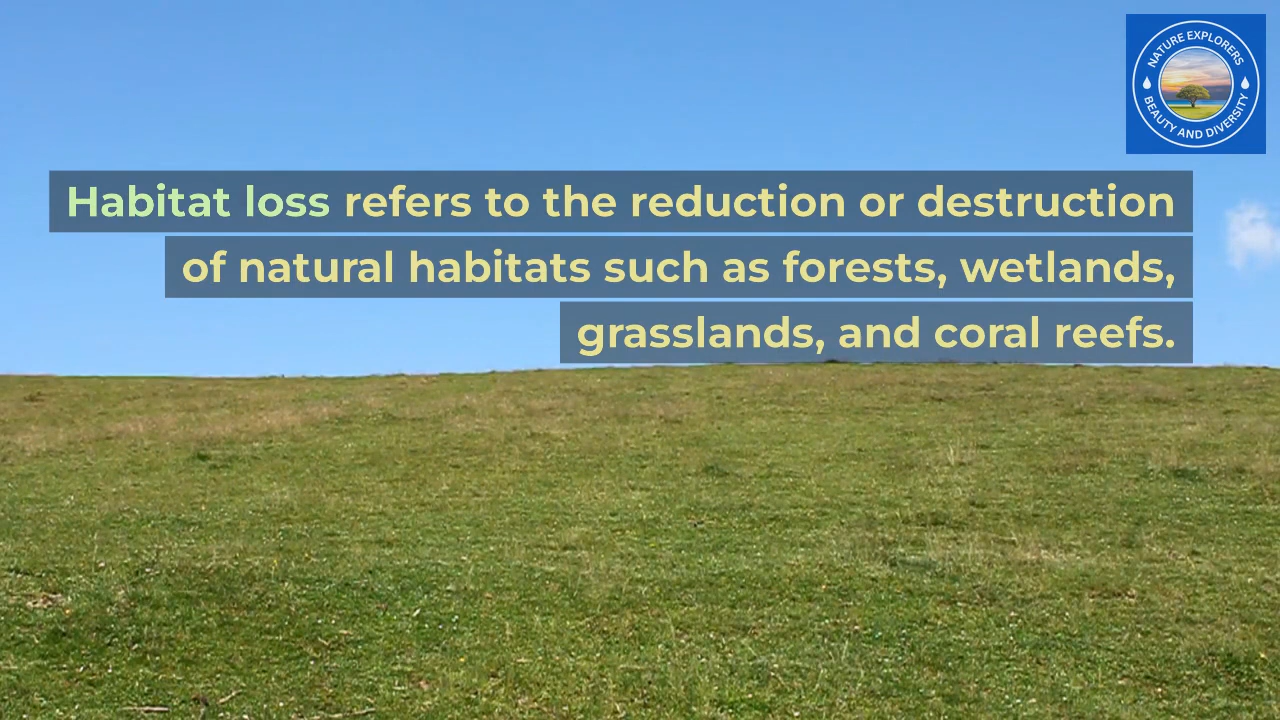 NATURE EXPLORERS
BEAUTY AND DIVERSITY
Habitat loss refers to the reduction or destruction
of natural habitats such as forests, wetlands,
grasslands, and coral reefs.